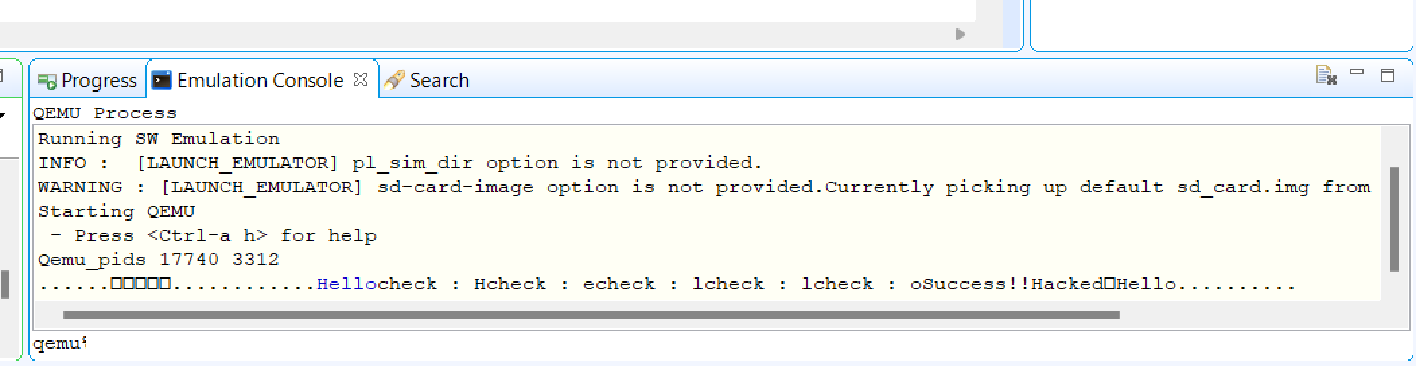 Progress Emulation Console Search
QEMU Process
Running SW Emulation
INFO :  [LAUNCH_EMULATOR] pl_sim_dir option is not provided.
WARNING : [LAUNCH_EMULATOR] sd-card-image option is not provided.Currently picking up default sd_card.img from
Starting QEMU
 - Press <Ctrl-a h> for help
Qemu_pids 17740 3312
......□□□□□............Hellocheck : Hcheck : echeck : lcheck : lcheck : oSuccess!!Hacked□Hello..........
qemu%